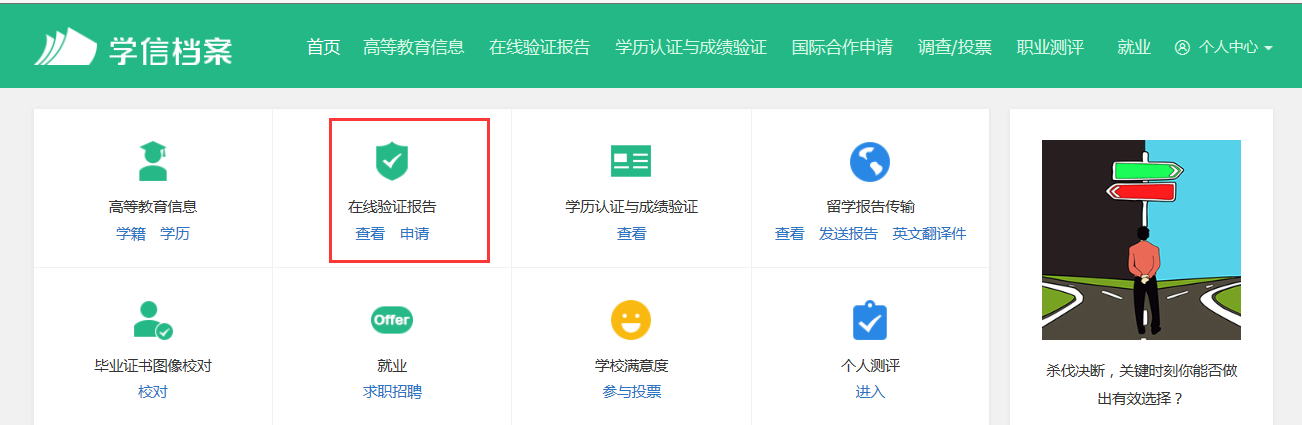 学信档案
首页 高等教育信息 在线验证报告 学历认证与成绩验证 国际合作申请 调查/投票 职业测评 就业 个人中心
高等教育信息
学籍 学历
在线验证报告
查看 申请
学历认证与成绩验证
查看
留学报告传输
查看 发送报告 英文翻译件
毕业证书图像校对
校对
Offer
就业
求职招聘
学校满意度
参与投票
个人测评
进入
杀伐决断，关键时刻你能否做
出有效选择？